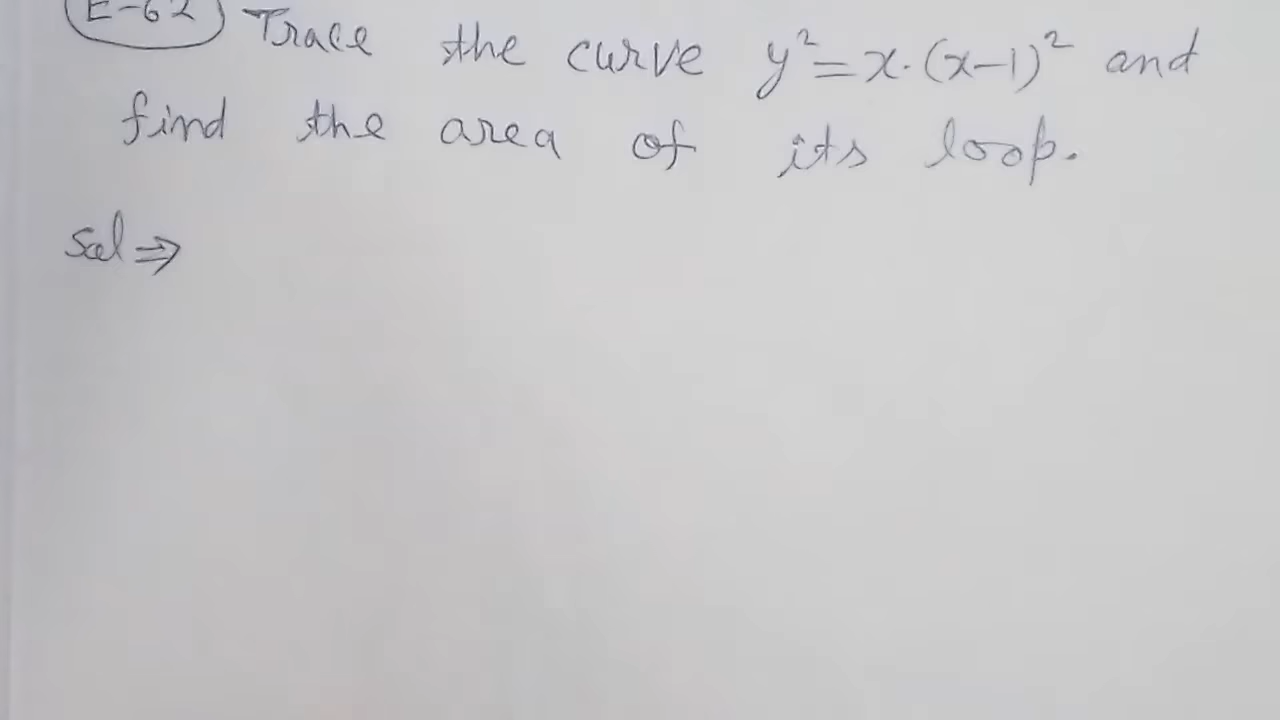 E-62 Trace the curve y²=x·(x-1)² and
find the area of its loop.
Sol⇒